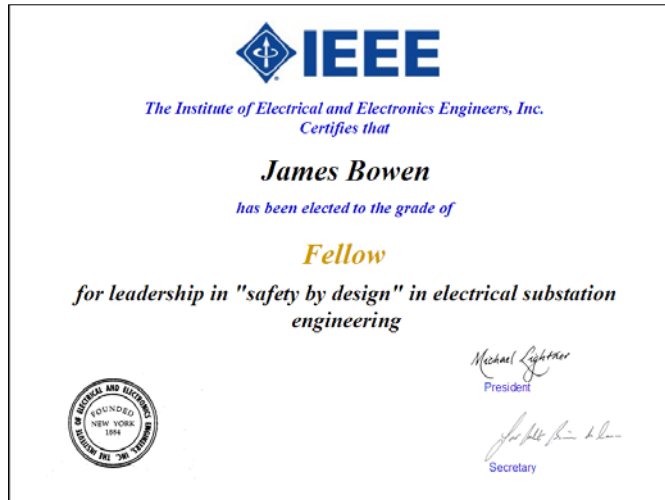 IEEE
The Institute of Electrical and Electronics Engineers, Inc.
Certifies that
James Bowen
has been elected to the grade of
Fellow
for leadership in "safety by design" in electrical substation
engineering
Michael Lightner
President
Secretary
THE INSTITUTE OF ELECTRICAL AND ELECTRONICS ENGINEERS, INC.
FOUNDED
NEW YORK
1884